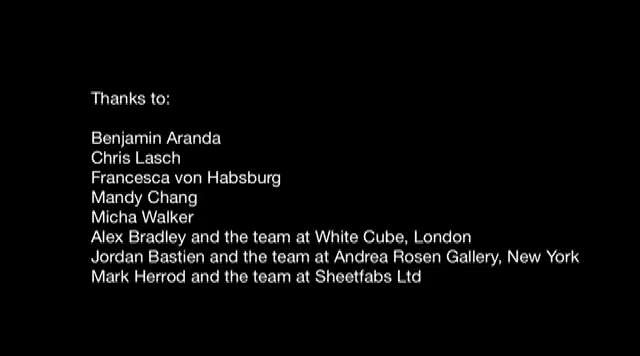 Thanks to:
Benjamin Aranda
Chris Lasch
Francesca von Habsburg
Mandy Chang
Micha Walker
Alex Bradley and the team at White Cube, London
Jordan Bastien and the team at Andrea Rosen Gallery, New York
Mark Herrod and the team at Sheetfabs Ltd